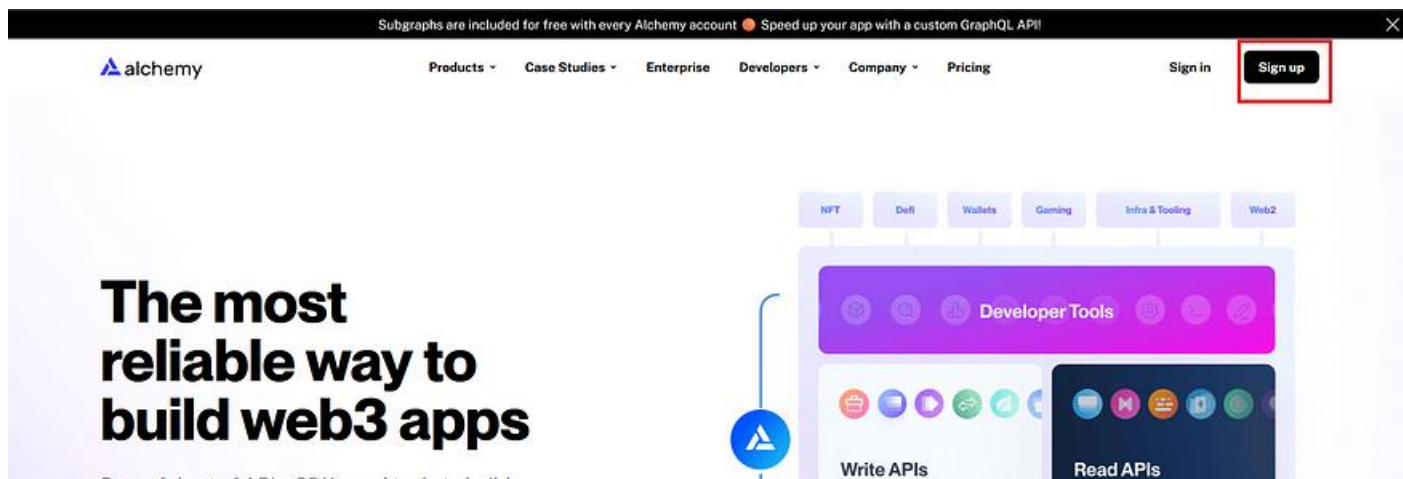 Subgraphs are included for free with every Alchemy account Speed up your app with a custom GraphQL API!
alchemy
Products Case Studies Enterprise Developers Company Pricing Sign in Sign up
NFT Defi Wallets Gaming Infra & Tooling Web2
The most
reliable way to
build web3 apps
Developer Tools
Write APIs Read APIs